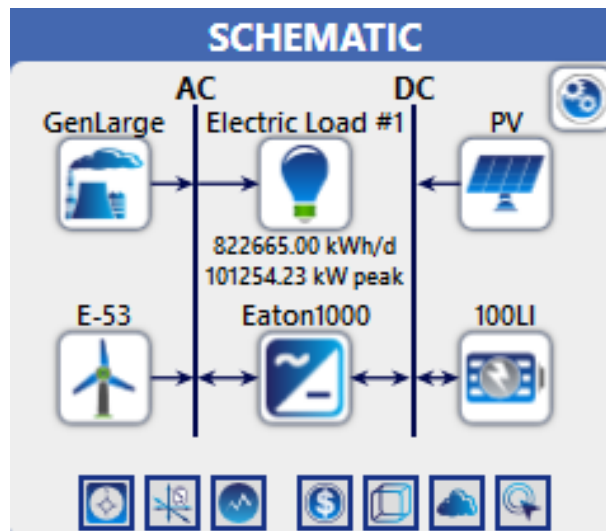 SCHEMATIC
AC DC
GenLarge Electric Load #1 PV
822665.00 kWh/d
101254.23 kW peak
E-53 Eaton1000 100LI